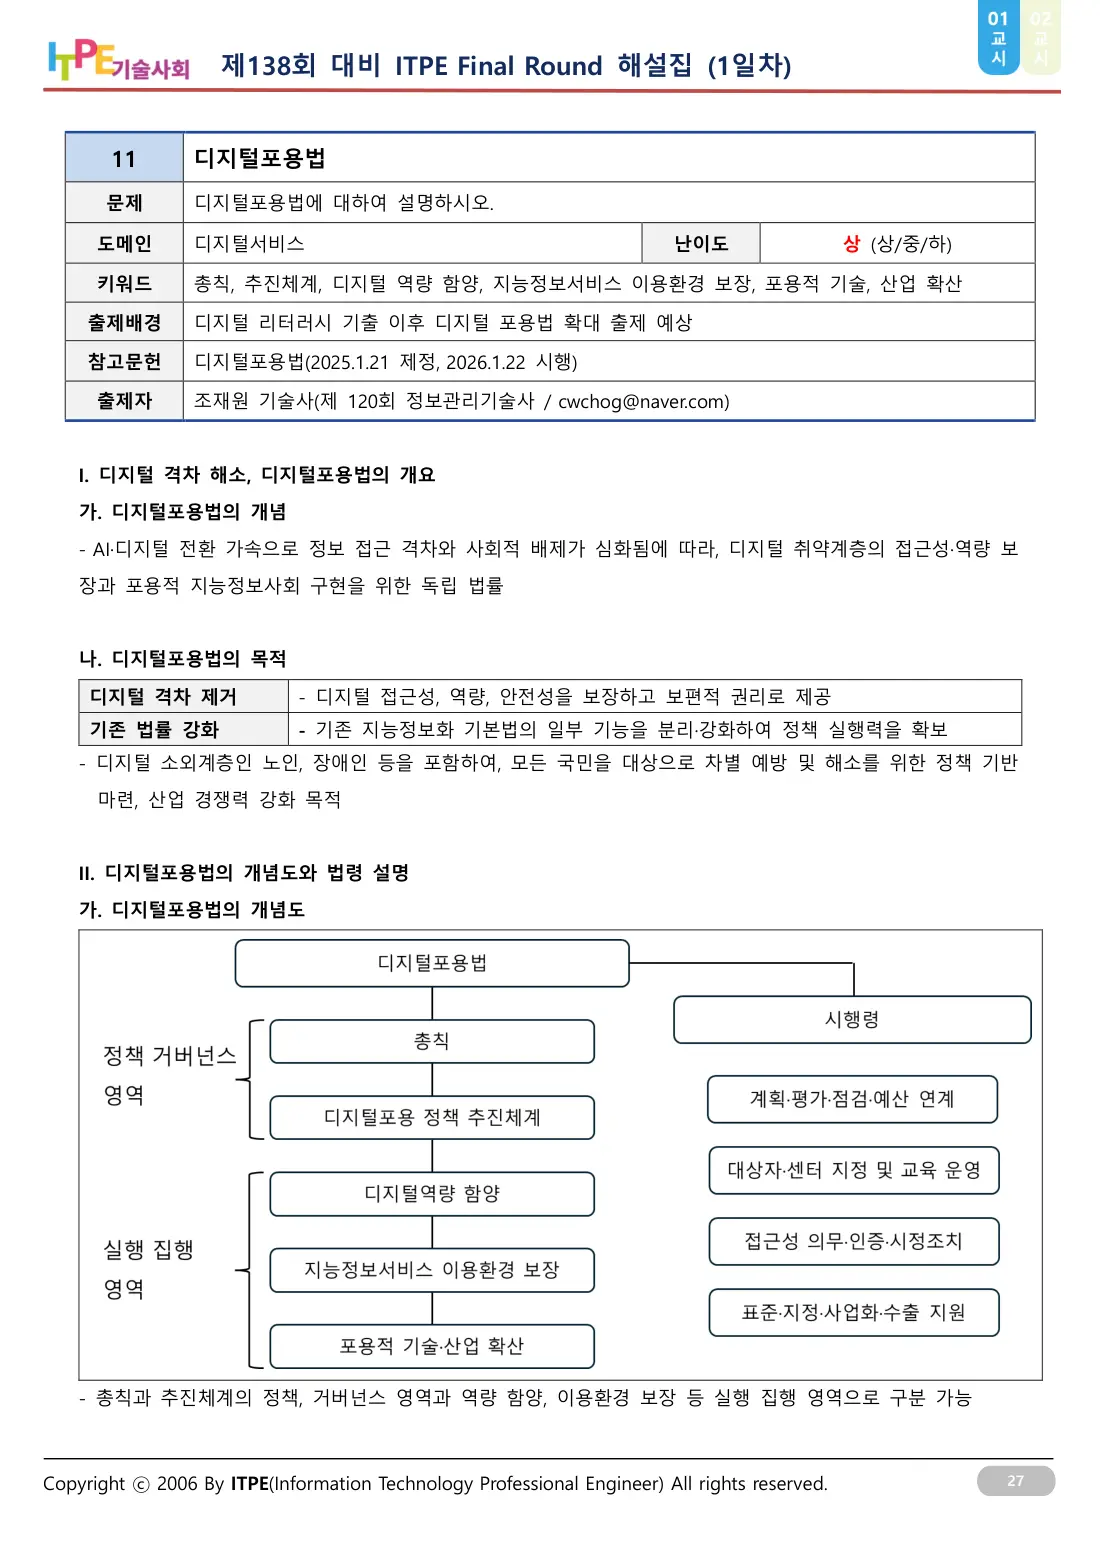 ITPE기술사회 제138회 대비 ITPE Final Round 해설집 (1일차)
01 교시
02 교시
11 디지털포용법
문제 디지털포용법에 대하여 설명하시오.
도메인 디지털서비스 난이도 상 (상/중/하)
키워드 총칙, 추진체계, 디지털 역량 함양, 지능정보서비스 이용환경 보장, 포용적 기술, 산업 확산
출제배경 디지털 리터러시 기출 이후 디지털 포용법 확대 출제 예상
참고문헌 디지털포용법(2025.1.21 제정, 2026.1.22 시행)
출제자 조재원 기술사(제 120회 정보관리기술사 / cwchog@naver.com)
I. 디지털 격차 해소, 디지털포용법의 개요
가. 디지털포용법의 개념
- AI·디지털 전환 가속으로 정보 접근 격차와 사회적 배제가 심화됨에 따라, 디지털 취약계층의 접근성·역량 보
장과 포용적 지능정보사회 구현을 위한 독립 법률
나. 디지털포용법의 목적
디지털 격차 제거 - 디지털 접근성, 역량, 안전성을 보장하고 보편적 권리로 제공
기존 법률 강화 - 기존 지능정보화 기본법의 일부 기능을 분리·강화하여 정책 실행력을 확보
- 디지털 소외계층인 노인, 장애인 등을 포함하여, 모든 국민을 대상으로 차별 예방 및 해소를 위한 정책 기반
마련, 산업 경쟁력 강화 목적
II. 디지털포용법의 개념도와 법령 설명
가. 디지털포용법의 개념도
디지털포용법
정책 거버넌스
영역
총칙
디지털포용 정책 추진체계
실행 집행
영역
디지털역량 함양
지능정보서비스 이용환경 보장
포용적 기술·산업 확산
시행령
계획·평가·점검·예산 연계
대상자·센터 지정 및 교육 운영
접근성 의무·인증·시정조치
표준·지정·사업화·수출 지원
- 총칙과 추진체계의 정책, 거버넌스 영역과 역량 함양, 이용환경 보장 등 실행 집행 영역으로 구분 가능
Copyright ⓒ 2006 By ITPE(Information Technology Professional Engineer) All rights reserved.
27